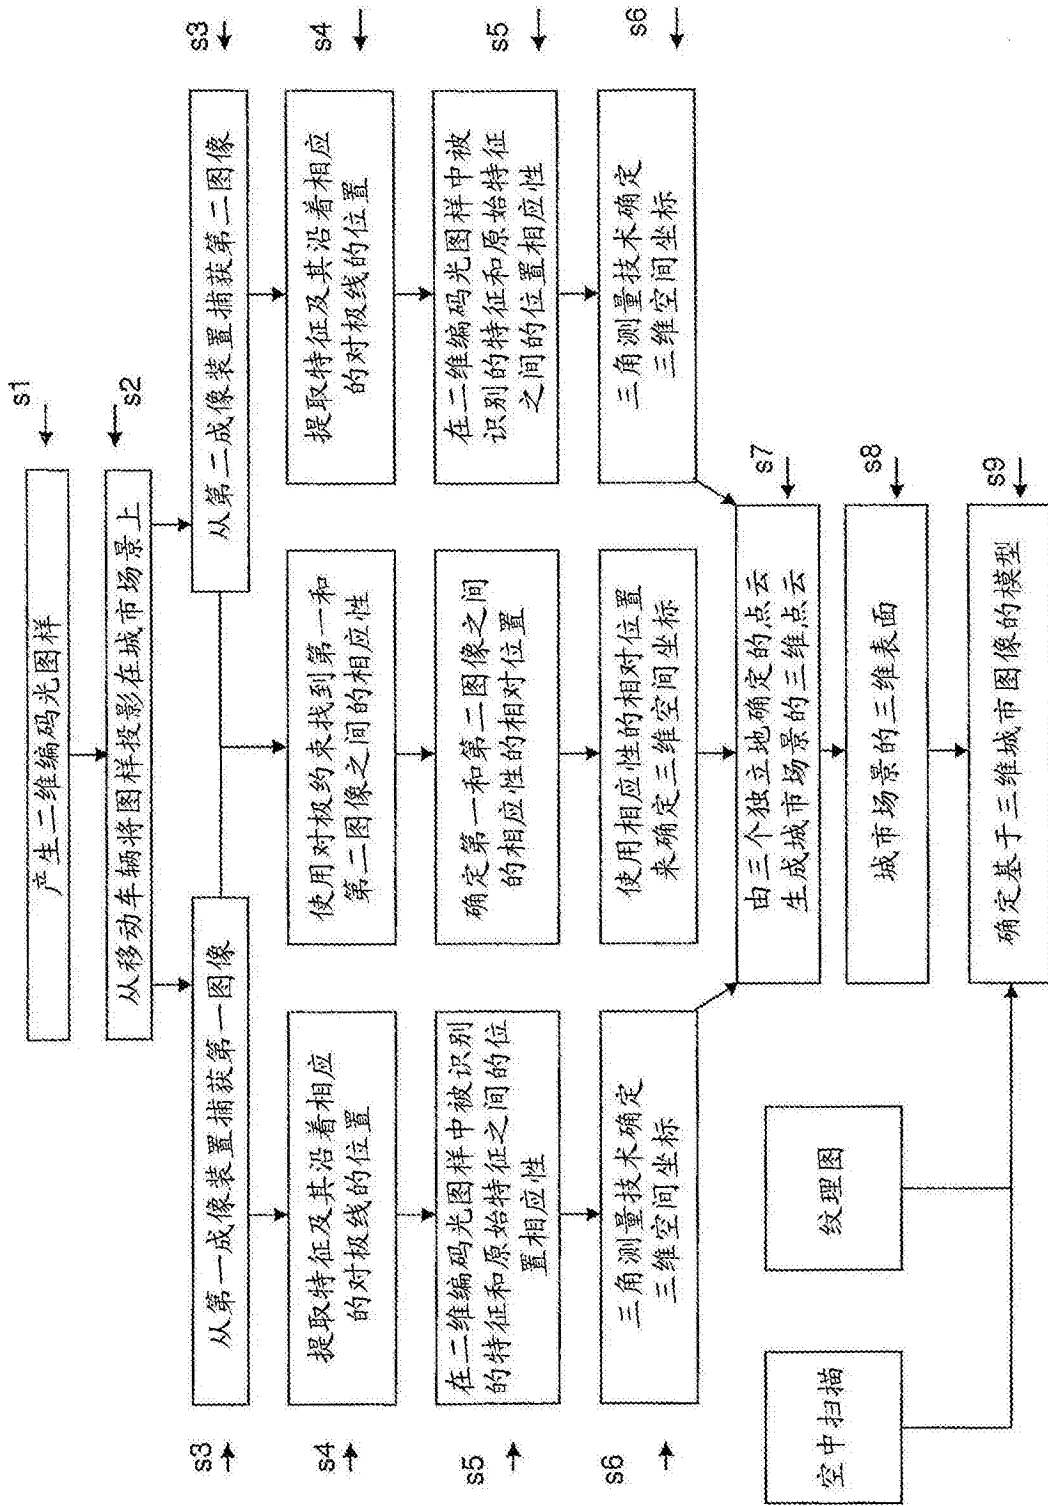 产生二维编码光图样
s1
从移动车辆将图样投影在城市场景上
s2
s3
从第一成像装置捕获第一图像
从第二成像装置捕获第二图像
s3
s4
提取特征及其沿着相应
的对极线的位置
使用对极约束找到第一和
第二图像之间的相应性
提取特征及其沿着相应
的对极线的位置
s4
s5
在二维编码光图样中被识别
的特征和原始特征之间的位
置相应性
确定第一和第二图像之间
的相应性的相对位置
在二维编码光图样中被
识别的特征和原始特征
之间的位置相应性
s5
s6
三角测量技术确定
三维空间坐标
使用相应性的相对位置
来确定三维空间坐标
三角测量技术确定
三维空间坐标
s6
由三个独立地确定的点云
生成城市场景的三维点云
s7
城市场景的三维表面
s8
空中扫描
纹理图
确定基于三维城市图像的模型
s9